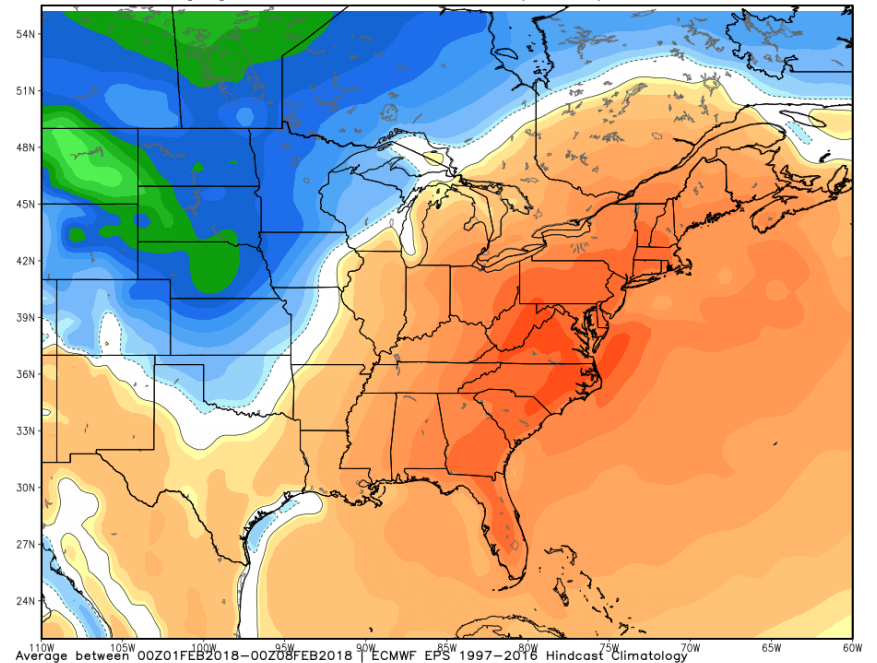 54N
51N
48N
45N
42N
39N
36N
33N
30N
27N
24N
110W 105W 100W 95W 90W 85W 80W 75W 70W 65W 60W
Average between 00Z01FEB2018-00Z08FEB2018 | ECMWF EPS 1997-2016 Hindcast Climatology